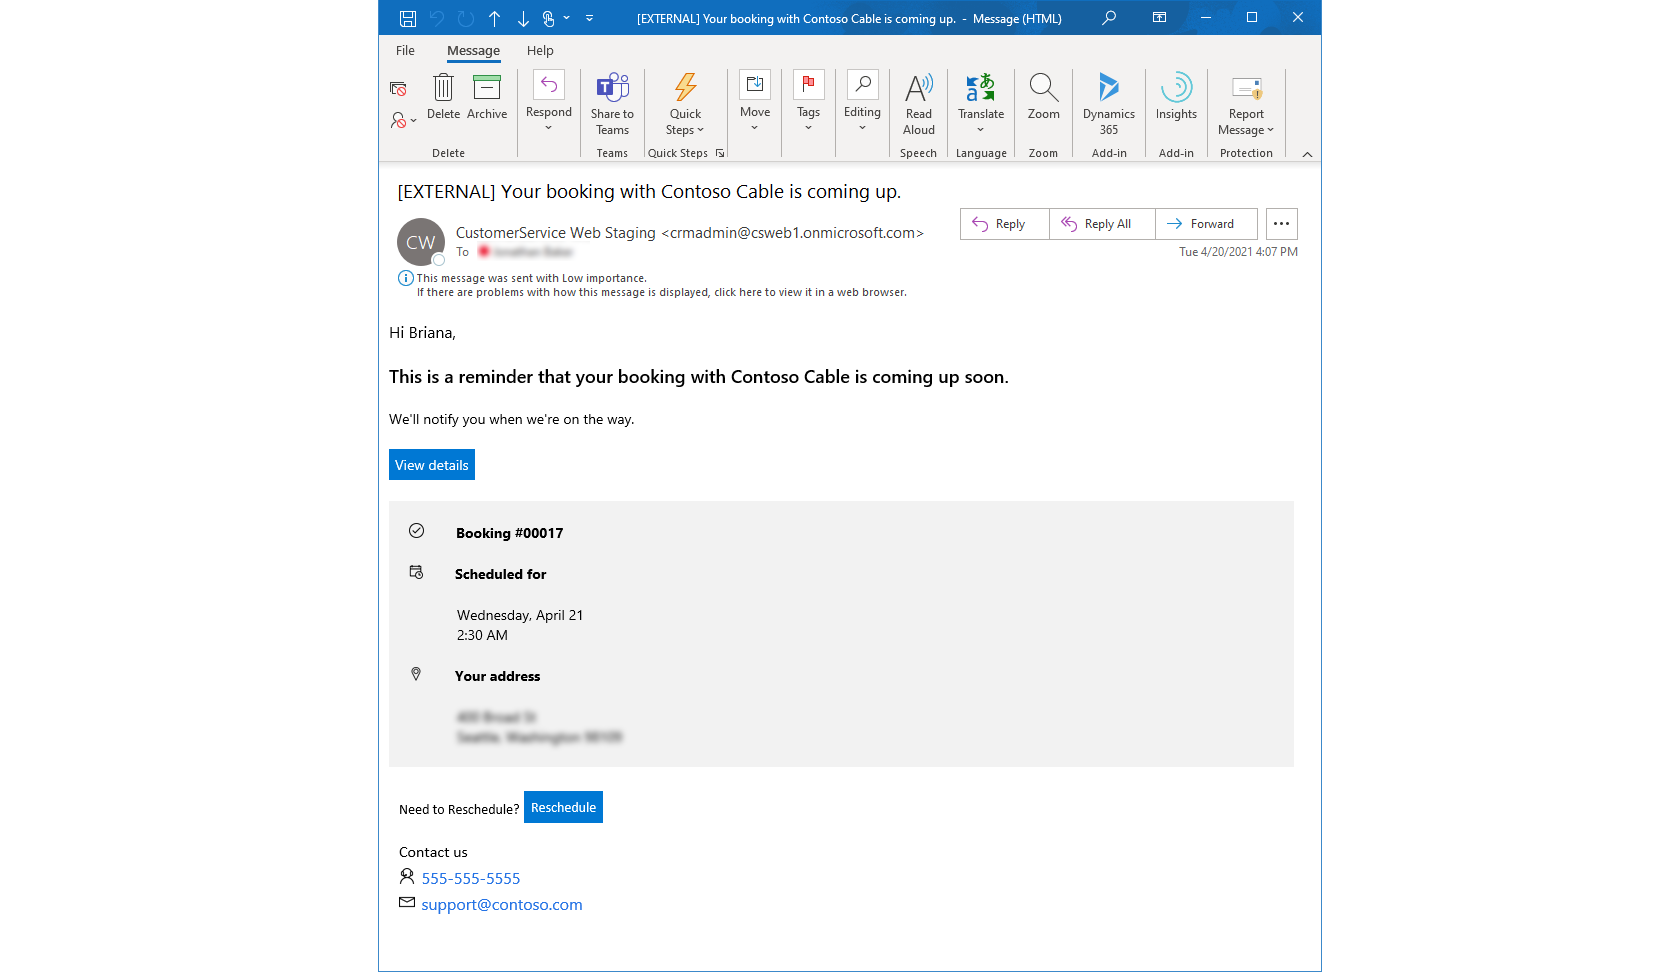 [EXTERNAL] Your booking with Contoso Cable is coming up. - Message (HTML)
File Message Help
Delete Archive Respond Share to Teams Quick Steps Move Tags Editing Read Aloud Translate Zoom Dynamics 365 Insights Report Message
Delete Teams Quick Steps Speech Language Zoom Add-in Add-in Protection
[EXTERNAL] Your booking with Contoso Cable is coming up.
CW
CustomerService Web Staging <crmadmin@csweb1.onmicrosoft.com>
Reply Reply All Forward
To
Tue 4/20/2021 4:07 PM
This message was sent with Low importance.
If there are problems with how this message is displayed, click here to view it in a web browser.
Hi Briana,
This is a reminder that your booking with Contoso Cable is coming up soon.
We'll notify you when we're on the way.
View details
Booking #00017
Scheduled for
Wednesday, April 21
2:30 AM
Your address
Need to Reschedule? Reschedule
Contact us
555-555-5555
support@contoso.com